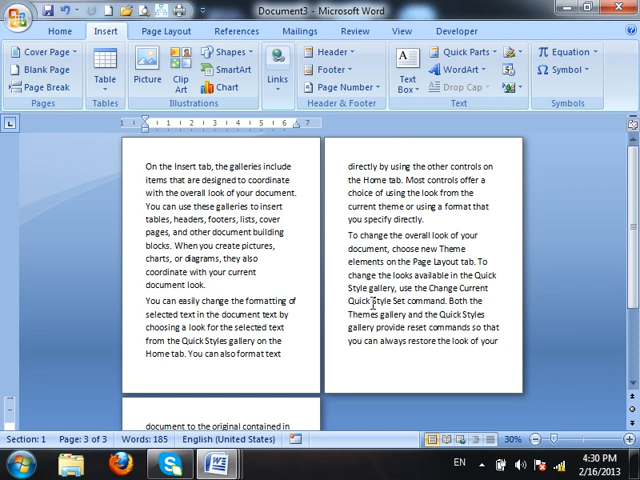 Document3 - Microsoft Word
Home Insert Page Layout References Mailings Review View Developer
Cover Page
Blank Page
Page Break
Pages
Table
Tables
Picture
Clip Art
Shapes
SmartArt
Chart
Illustrations
Links
Header
Footer
Page Number
Header & Footer
Text Box
Quick Parts
WordArt
Drop Cap
Text
Equation
Symbol
Symbols
1 1 2 3 4 5 6 7
On the Insert tab, the galleries include
items that are designed to coordinate
with the overall look of your document.
You can use these galleries to insert
tables, headers, footers, lists, cover
pages, and other document building
blocks. When you create pictures,
charts, or diagrams, they also
coordinate with your current
document look.
You can easily change the formatting of
selected text in the document text by
choosing a look for the selected text
from the Quick Styles gallery on the
Home tab. You can also format text
directly by using the other controls on
the Home tab. Most controls offer a
choice of using the look from the
current theme or using a format that
you specify directly.
To change the overall look of your
document, choose new Theme
elements on the Page Layout tab. To
change the looks available in the Quick
Style gallery, use the Change Current
Quick Style Set command. Both the
Themes gallery and the Quick Styles
gallery provide reset commands so that
you can always restore the look of your
document to the original contained in
Section: 1 Page: 3 of 3 Words: 185 English (United States) 30%
EN 4:30 PM
2/16/2013